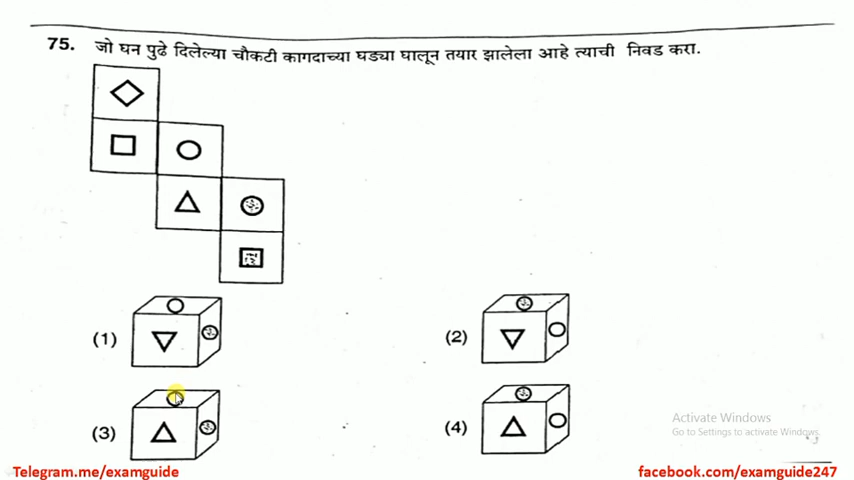 75. जो घन पुढे दिलेल्या चौकटी कागदाच्या घड्या घालून तयार झालेला आहे त्याची निवड करा.
(1)
(2)
(3)
(4)
Activate Windows
Go to Settings to activate Windows.
Telegram.me/examguide
facebook.com/examguide247